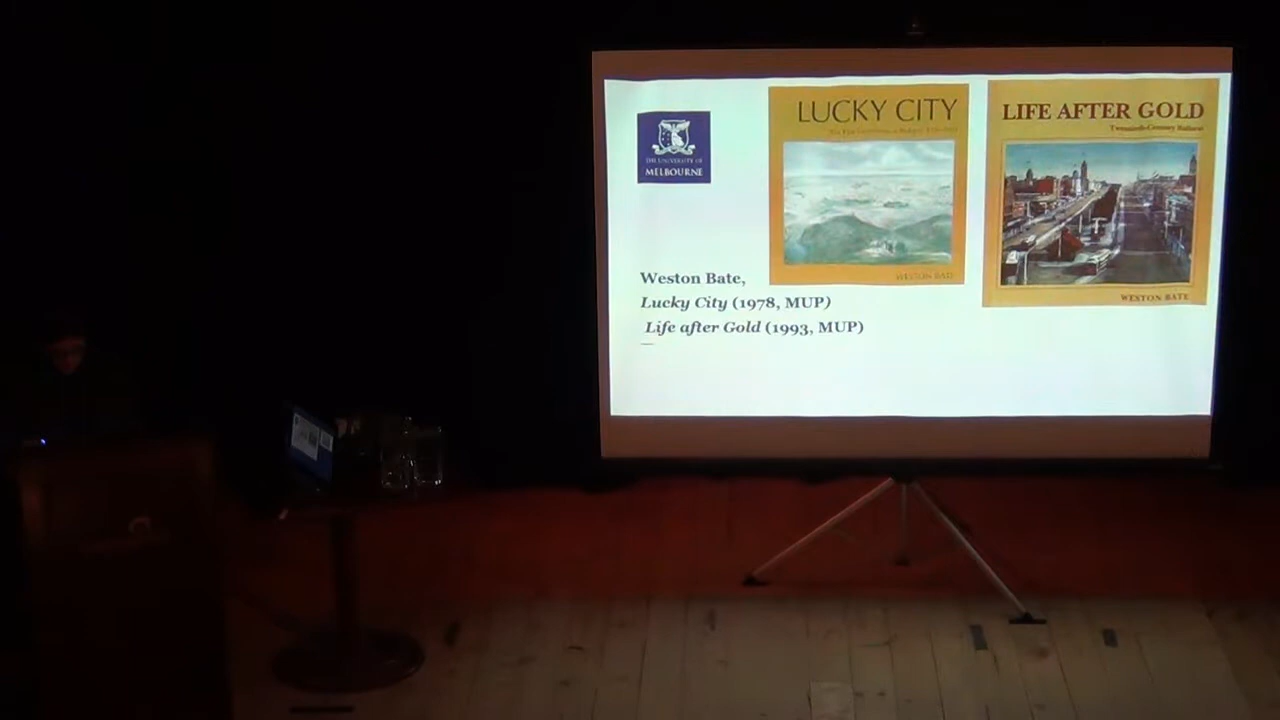 THE UNIVERSITY OF
MELBOURNE
LUCKY CITY
WESTON BATE
LIFE AFTER GOLD
Twentieth-Century Ballarat
WESTON BATE
Weston Bate,
Lucky City (1978, MUP)
Life after Gold (1993, MUP)